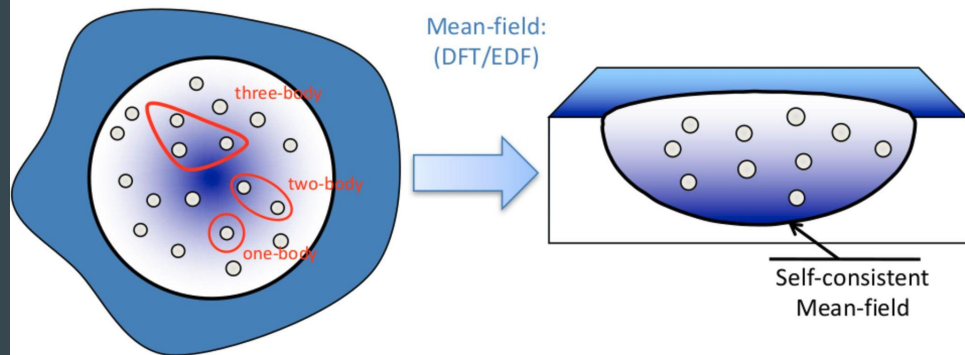 Mean-field:
(DFT/EDF)
three-body
two-body
one-body
Self-consistent
Mean-field